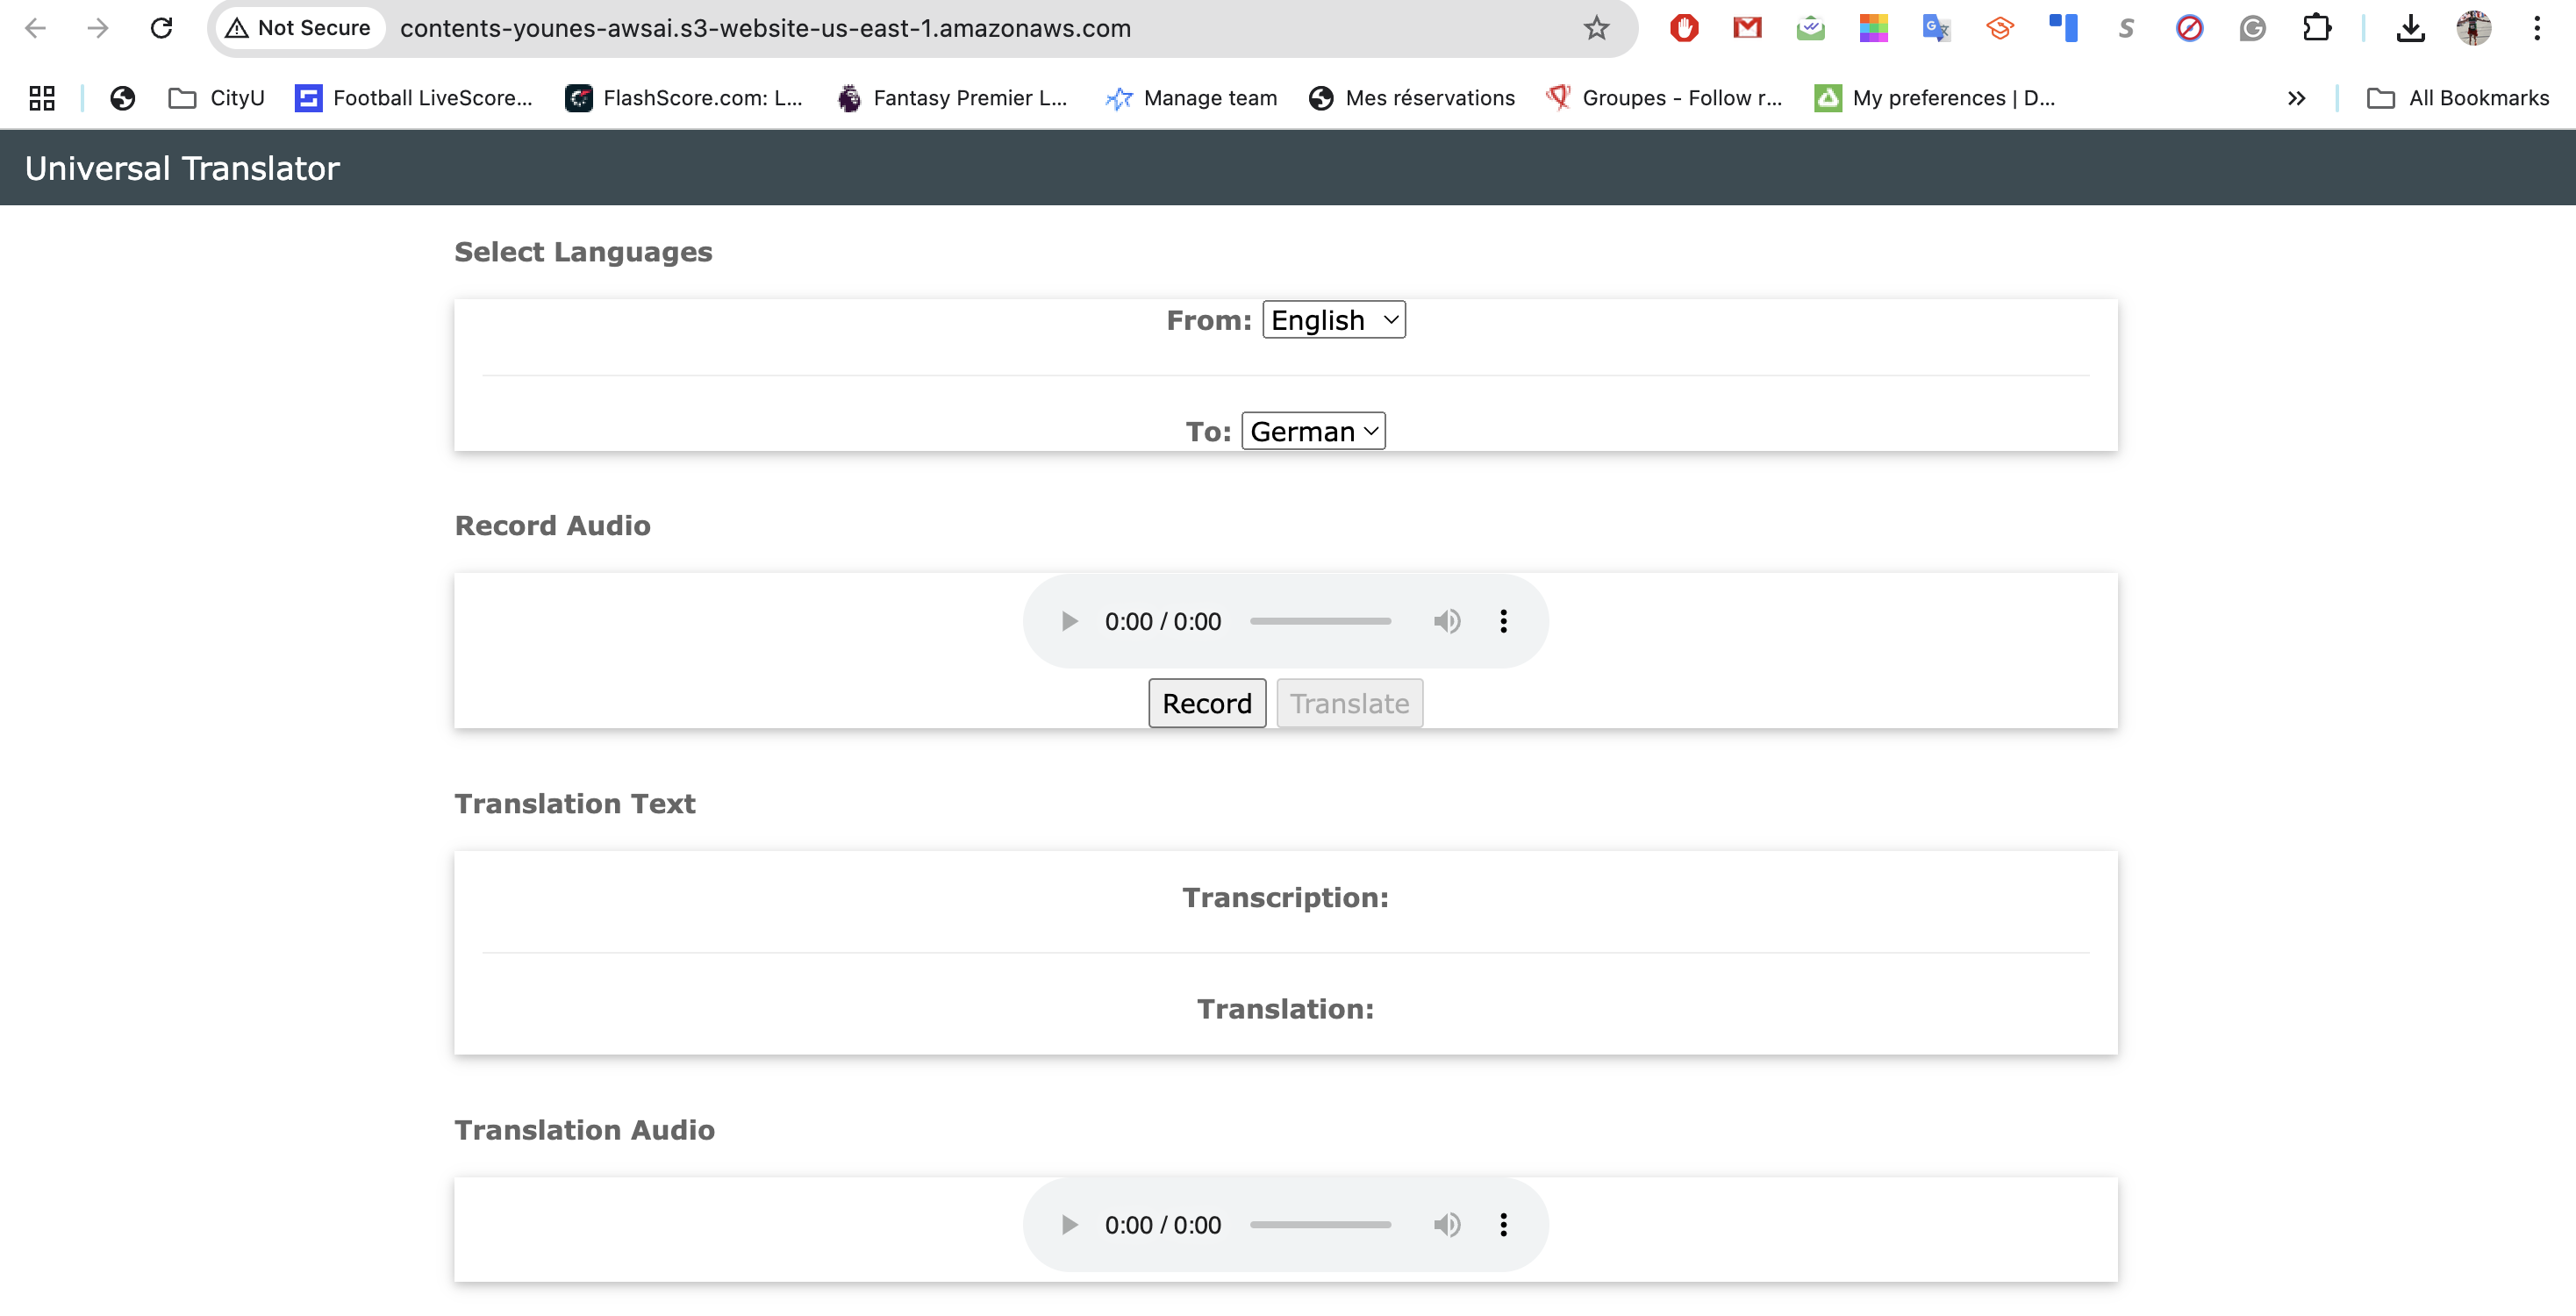 Not Secure contents-younes-awsai.s3-website-us-east-1.amazonaws.com
CityU Football LiveScore... FlashScore.com: L... Fantasy Premier L... Manage team Mes réservations Groupes - Follow r... My preferences | D... » All Bookmarks
Universal Translator
Select Languages
From: English
To: German
Record Audio
0:00 / 0:00
Record Translate
Translation Text
Transcription:
Translation:
Translation Audio
0:00 / 0:00